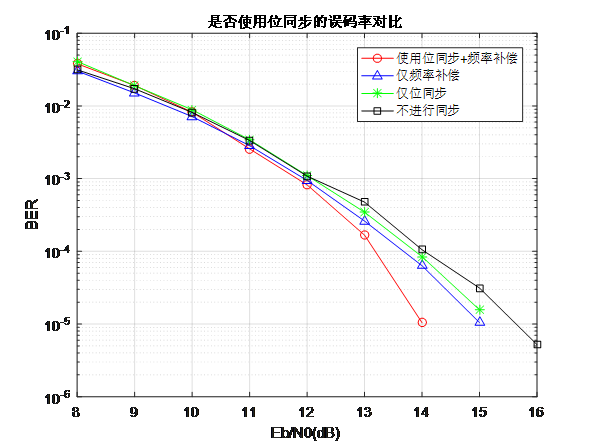 是否使用位同步的误码率对比
使用位同步+频率补偿
仅频率补偿
仅位同步
不进行同步
10-1
10-2
10-3
10-4
10-5
10-6
BER
8 9 10 11 12 13 14 15 16
Eb/N0(dB)